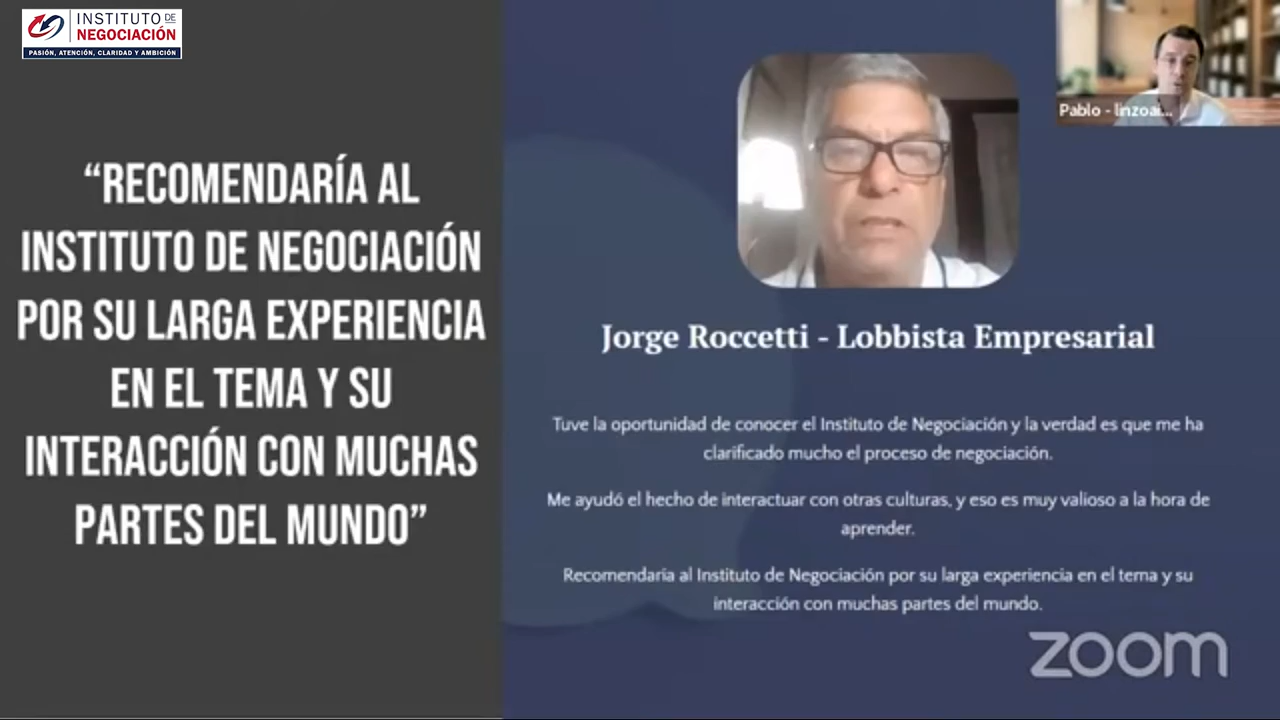 INSTITUTO DE
NEGOCIACIÓN
PASIÓN, ATENCIÓN, CLARIDAD Y AMBICIÓN
“RECOMENDARÍA AL
INSTITUTO DE NEGOCIACIÓN
POR SU LARGA EXPERIENCIA
EN EL TEMA Y SU
INTERACCIÓN CON MUCHAS
PARTES DEL MUNDO”
Pablo - linzoai...
Jorge Roccetti - Lobbista Empresarial
Tuve la oportunidad de conocer el Instituto de Negociación y la verdad es que me ha
clarificado mucho el proceso de negociación.
Me ayudó el hecho de interactuar con otras culturas, y eso es muy valioso a la hora de
aprender.
Recomendaria al Instituto de Negociación por su larga experiencia en el tema y su
interacción con muchas partes del mundo.
zoom